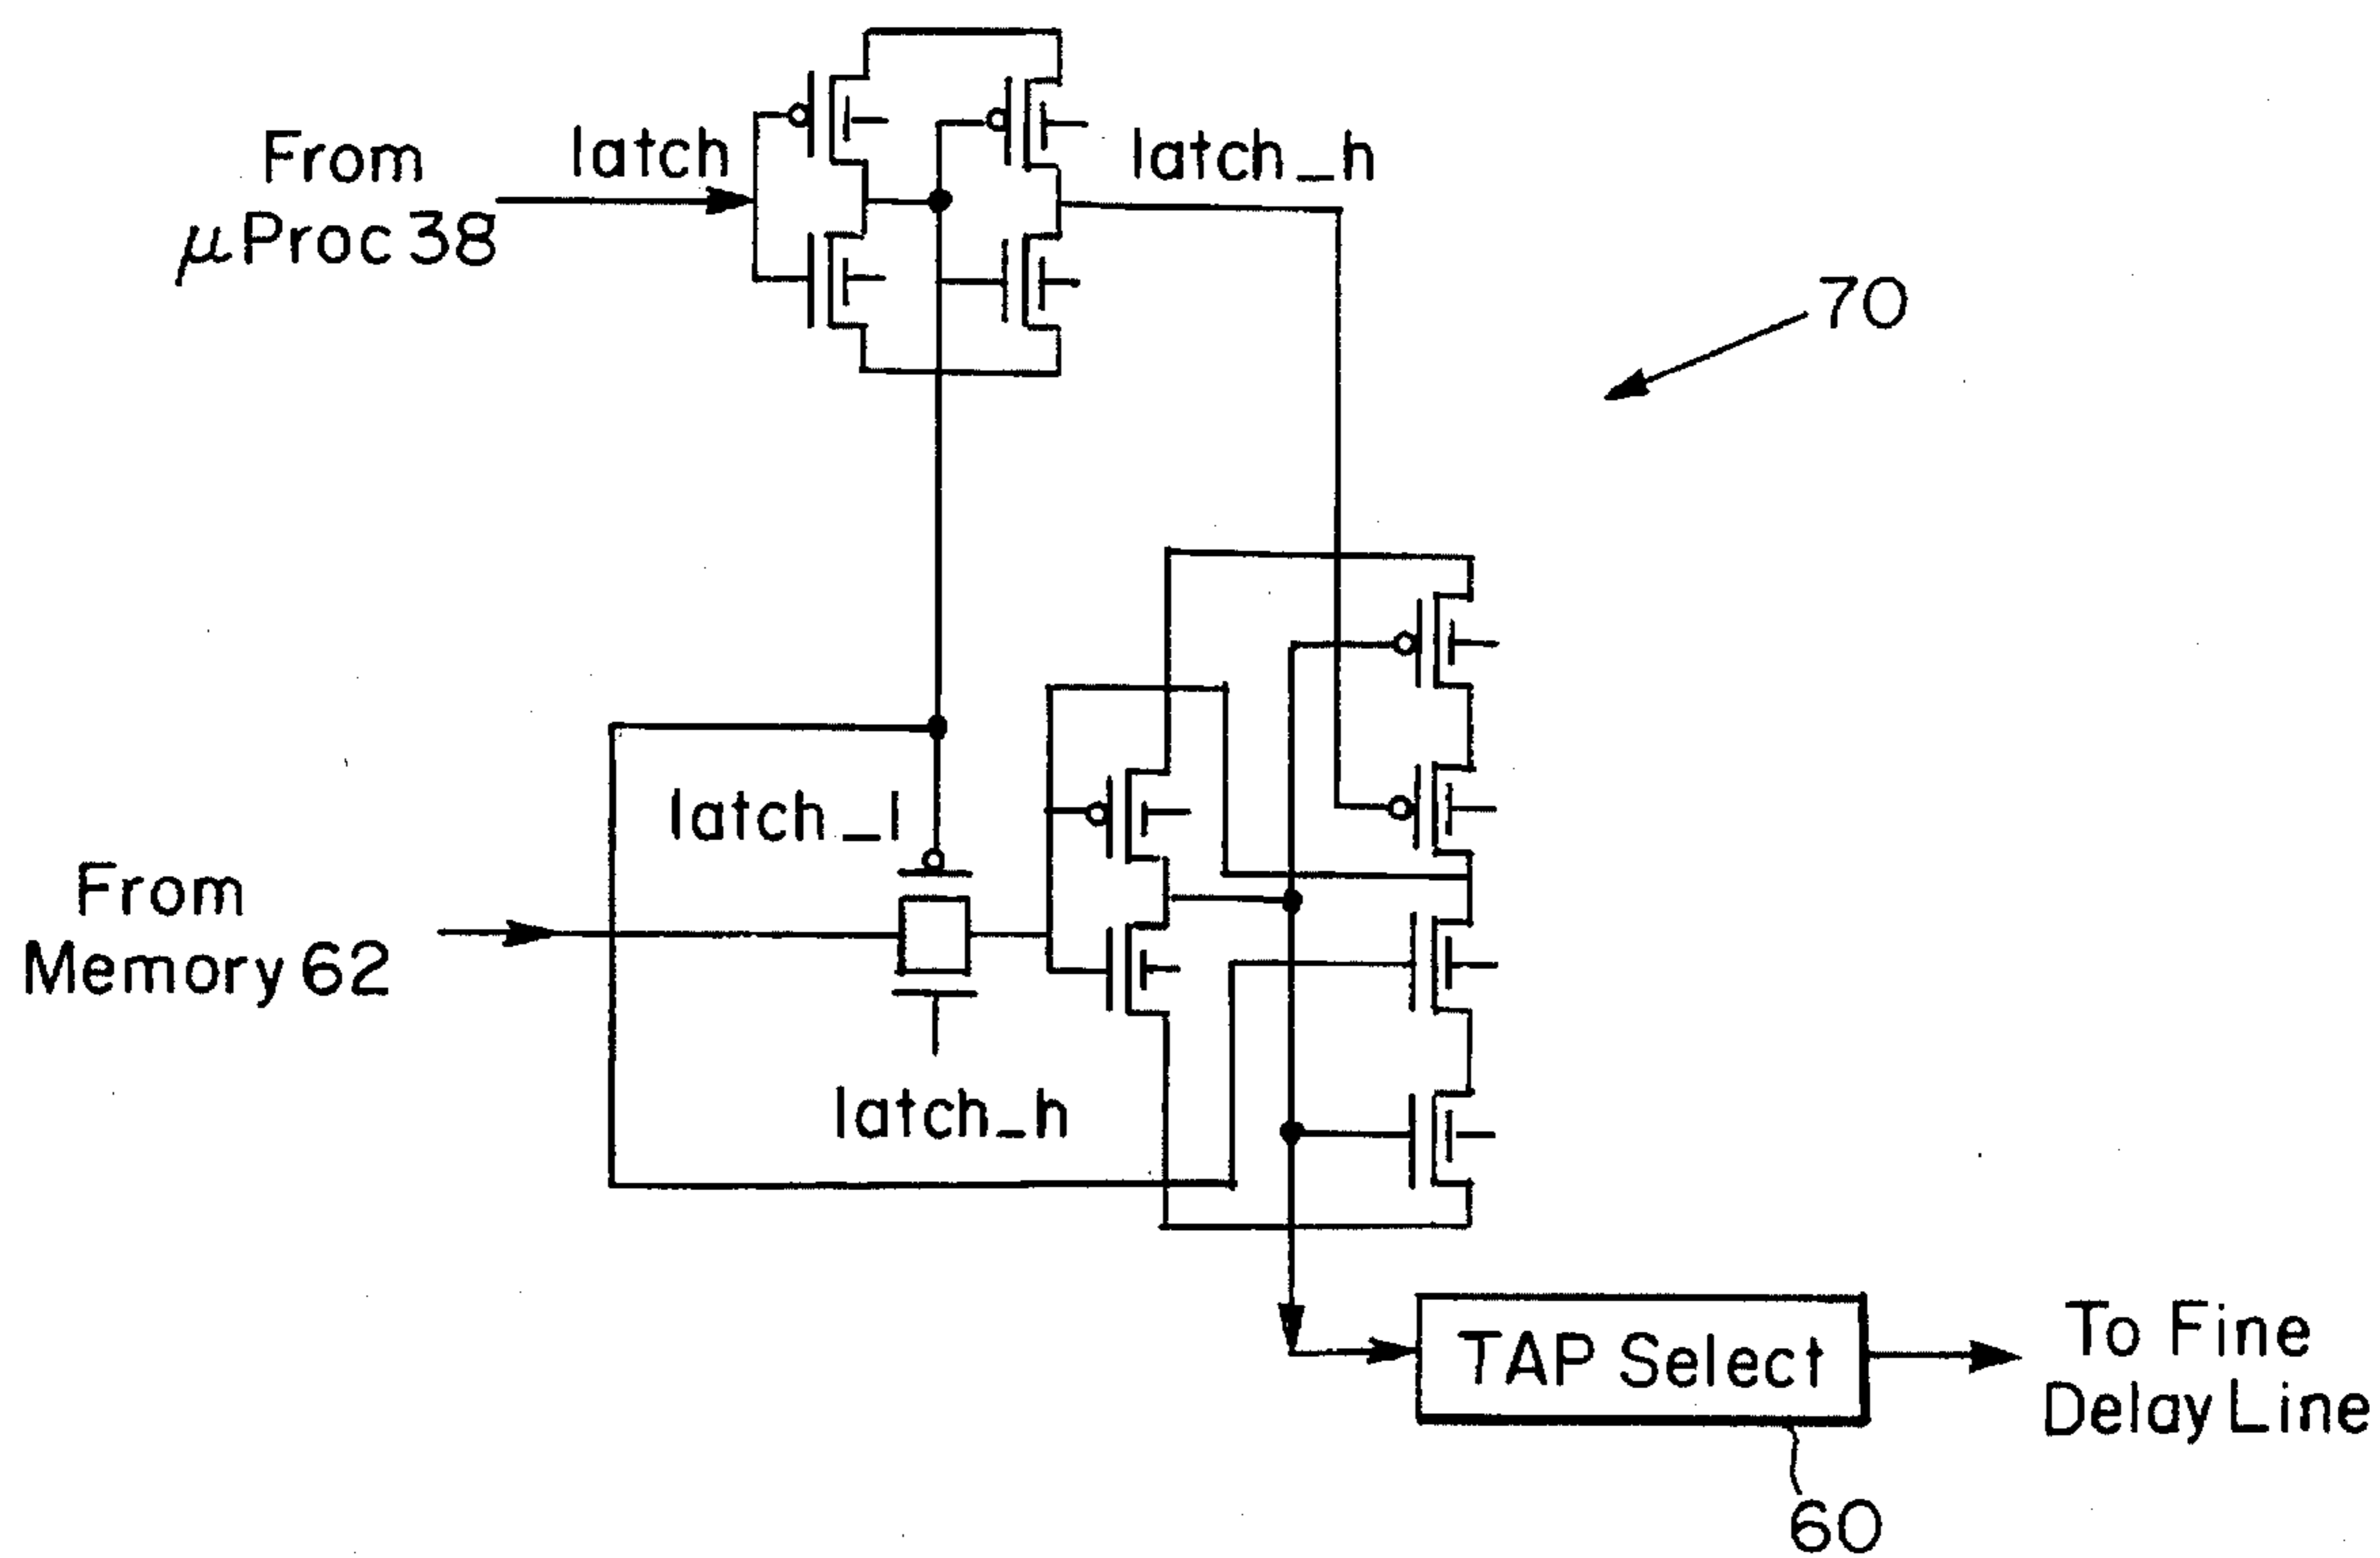 From
μProc 38
latch
latch_h
70
latch_l
From
Memory 62
latch_h
TAP Select
To Fine
Delay Line
60